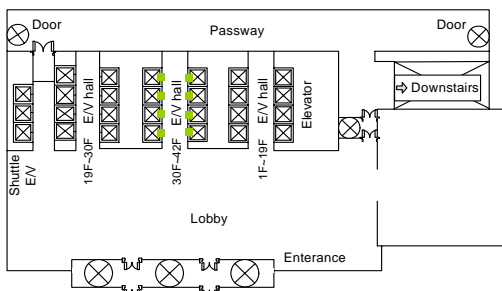 Door
Passway
Door
Downstairs
Shuttle
E/V
19F~30F
E/V hall
30F~42F
E/V hall
1F~19F
E/V hall
Elevator
Lobby
Enterance